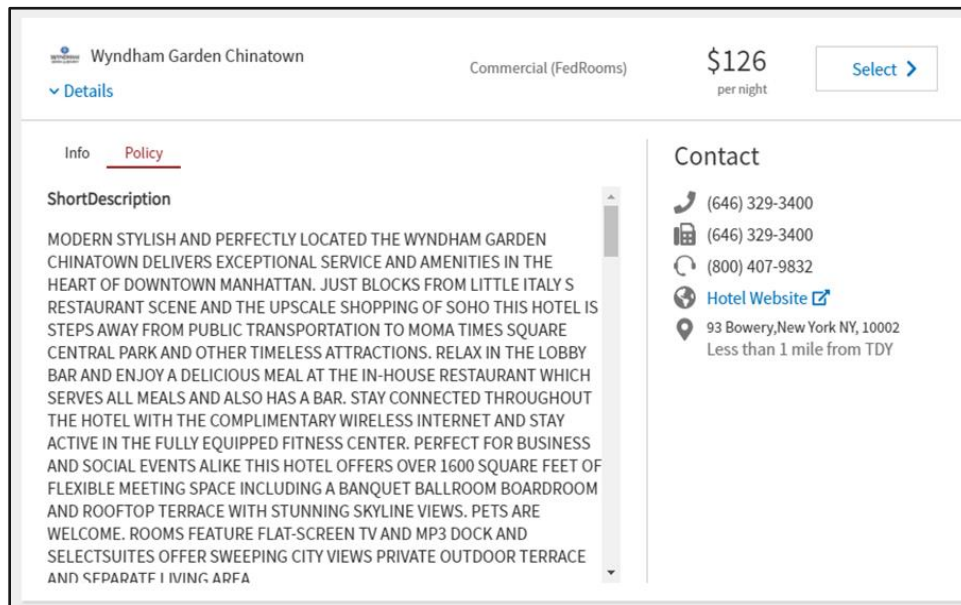 Wyndham Garden Chinatown
Details
Commercial (FedRooms)
$126
per night
Select
Info
Policy
ShortDescription
MODERN STYLISH AND PERFECTLY LOCATED THE WYNDHAM GARDEN
CHINATOWN DELIVERS EXCEPTIONAL SERVICE AND AMENITIES IN THE
HEART OF DOWNTOWN MANHATTAN. JUST BLOCKS FROM LITTLE ITALY S
RESTAURANT SCENE AND THE UPSCALE SHOPPING OF SOHO THIS HOTEL IS
STEPS AWAY FROM PUBLIC TRANSPORTATION TO MOMA TIMES SQUARE
CENTRAL PARK AND OTHER TIMELESS ATTRACTIONS. RELAX IN THE LOBBY
BAR AND ENJOY A DELICIOUS MEAL AT THE IN-HOUSE RESTAURANT WHICH
SERVES ALL MEALS AND ALSO HAS A BAR. STAY CONNECTED THROUGHOUT
THE HOTEL WITH THE COMPLIMENTARY WIRELESS INTERNET AND STAY
ACTIVE IN THE FULLY EQUIPPED FITNESS CENTER. PERFECT FOR BUSINESS
AND SOCIAL EVENTS ALIKE THIS HOTEL OFFERS OVER 1600 SQUARE FEET OF
FLEXIBLE MEETING SPACE INCLUDING A BANQUET BALLROOM BOARDROOM
AND ROOFTOP TERRACE WITH STUNNING SKYLINE VIEWS. PETS ARE
WELCOME. ROOMS FEATURE FLAT-SCREEN TV AND MP3 DOCK AND
SELECTSUITES OFFER SWEEPING CITY VIEWS PRIVATE OUTDOOR TERRACE
AND SEPARATE LIVING AREA
Contact
(646) 329-3400
(646) 329-3400
(800) 407-9832
Hotel Website
93 Bowery,New York NY, 10002
Less than 1 mile from TDY